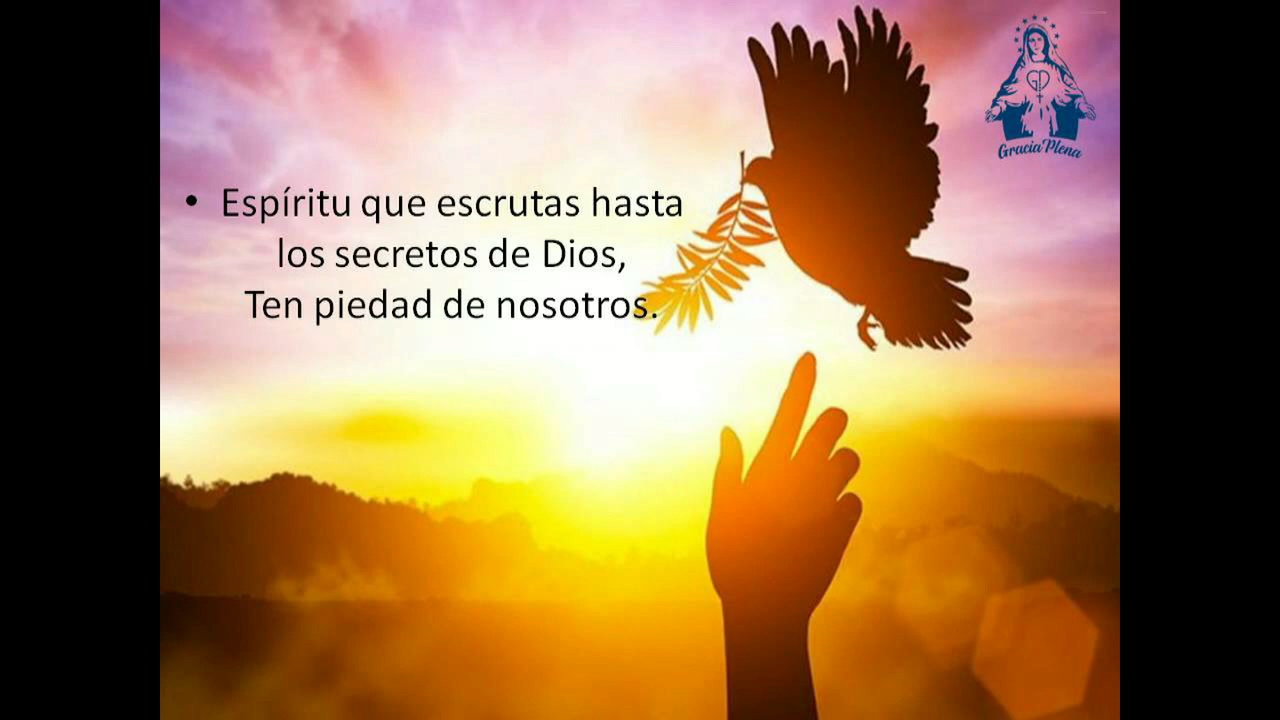 Gracia Plena
• Espíritu que escrutas hasta
los secretos de Dios,
Ten piedad de nosotros.